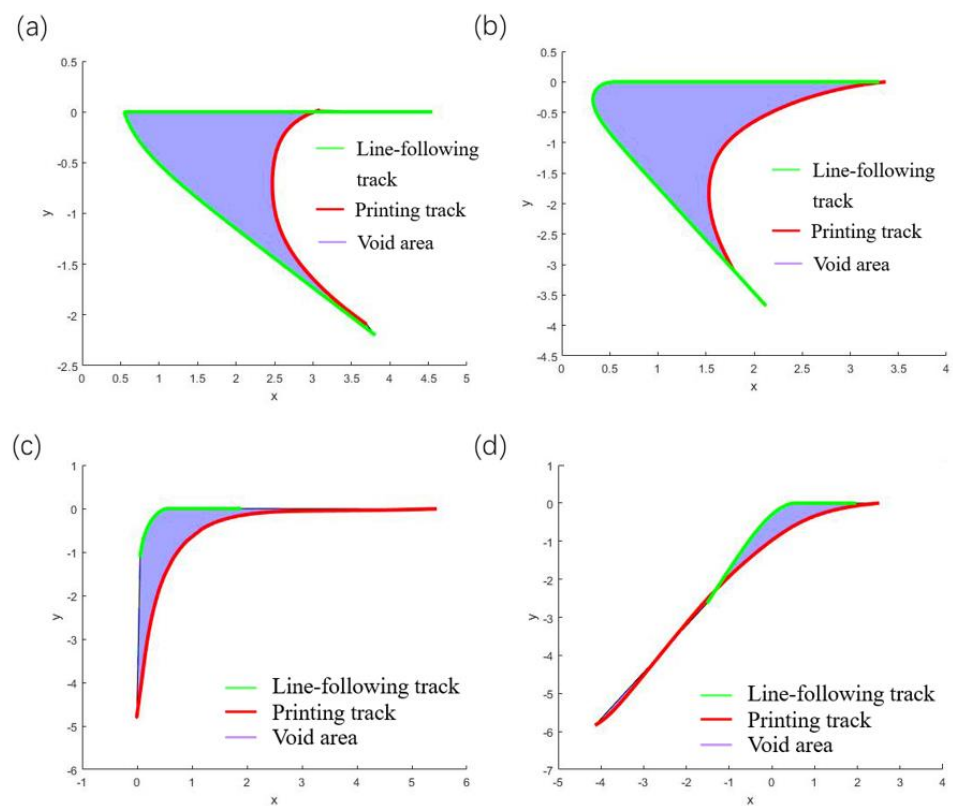 (a)
0.5
0
-0.5
-1
-1.5
-2
-2.5
y
0 0.5 1 1.5 2 2.5 3 3.5 4 4.5 5
x
Line-following
track
Printing track
Void area
(b)
0.5
0
-0.5
-1
-1.5
-2
-2.5
-3
-3.5
-4
-4.5
y
0 0.5 1 1.5 2 2.5 3 3.5 4
x
Line-following
track
Printing track
Void area
(c)
1
0
-1
-2
-3
-4
-5
-6
y
-1 0 1 2 3 4 5 6
x
Line-following track
Printing track
Void area
(d)
1
0
-1
-2
-3
-4
-5
-6
-7
y
-5 -4 -3 -2 -1 0 1 2 3 4
x
Line-following track
Printing track
Void area